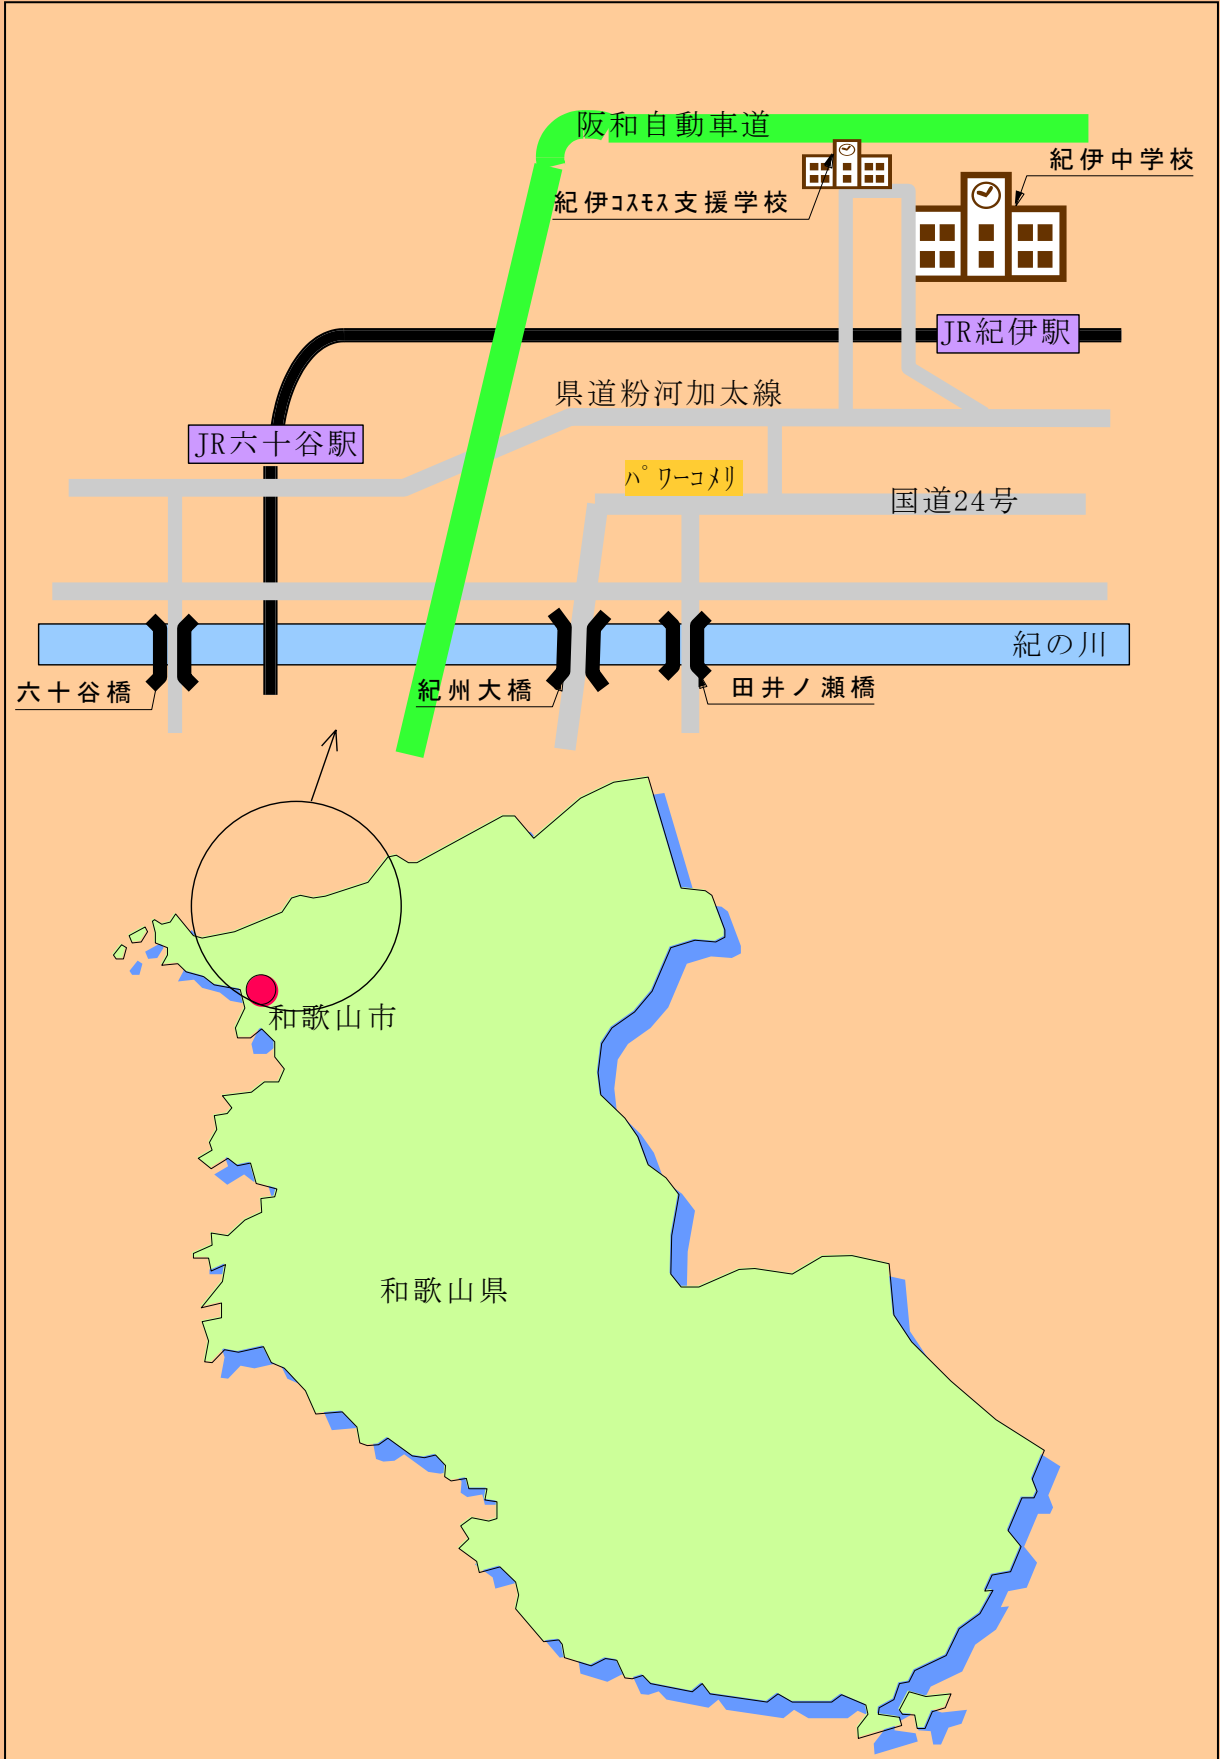 阪和自動車道
紀伊中学校
紀伊ｺｽﾓｽ支援学校
JR紀伊駅
県道粉河加太線
JR六十谷駅
ﾊﾟﾜｰｺﾒﾘ
国道24号
紀の川
六十谷橋
紀州大橋
田井ノ瀬橋
和歌山市
和歌山県